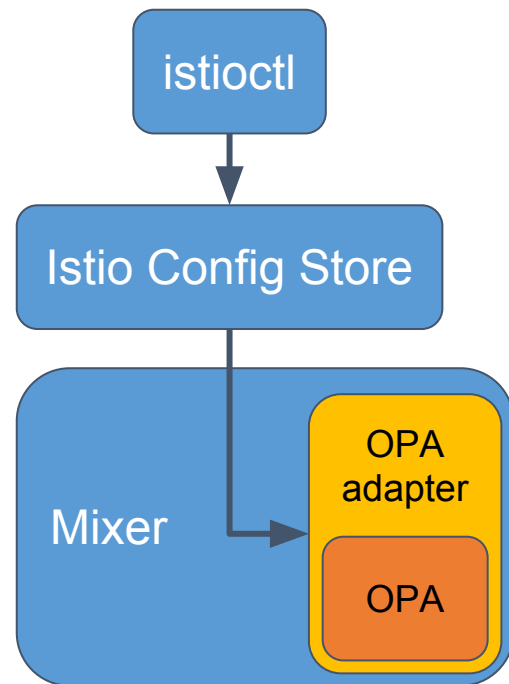 istioctl
Istio Config Store
OPA
adapter
Mixer
OPA